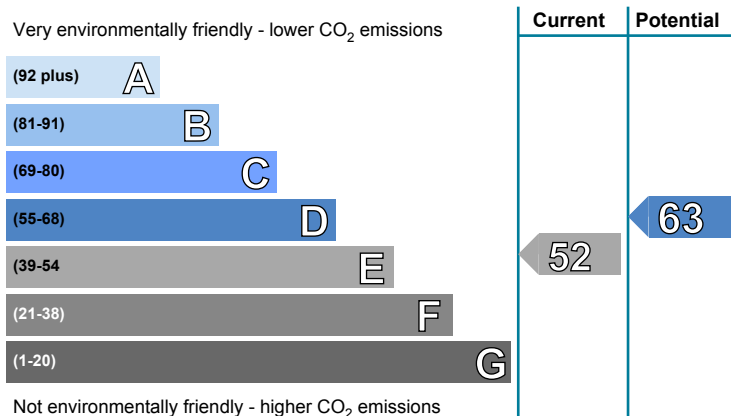 Very environmentally friendly - lower CO2 emissions
Current
Potential
(92 plus) A
(81-91) B
(69-80) C
(55-68) D
63
(39-54 E
52
(21-38) F
(1-20) G
Not environmentally friendly - higher CO2 emissions